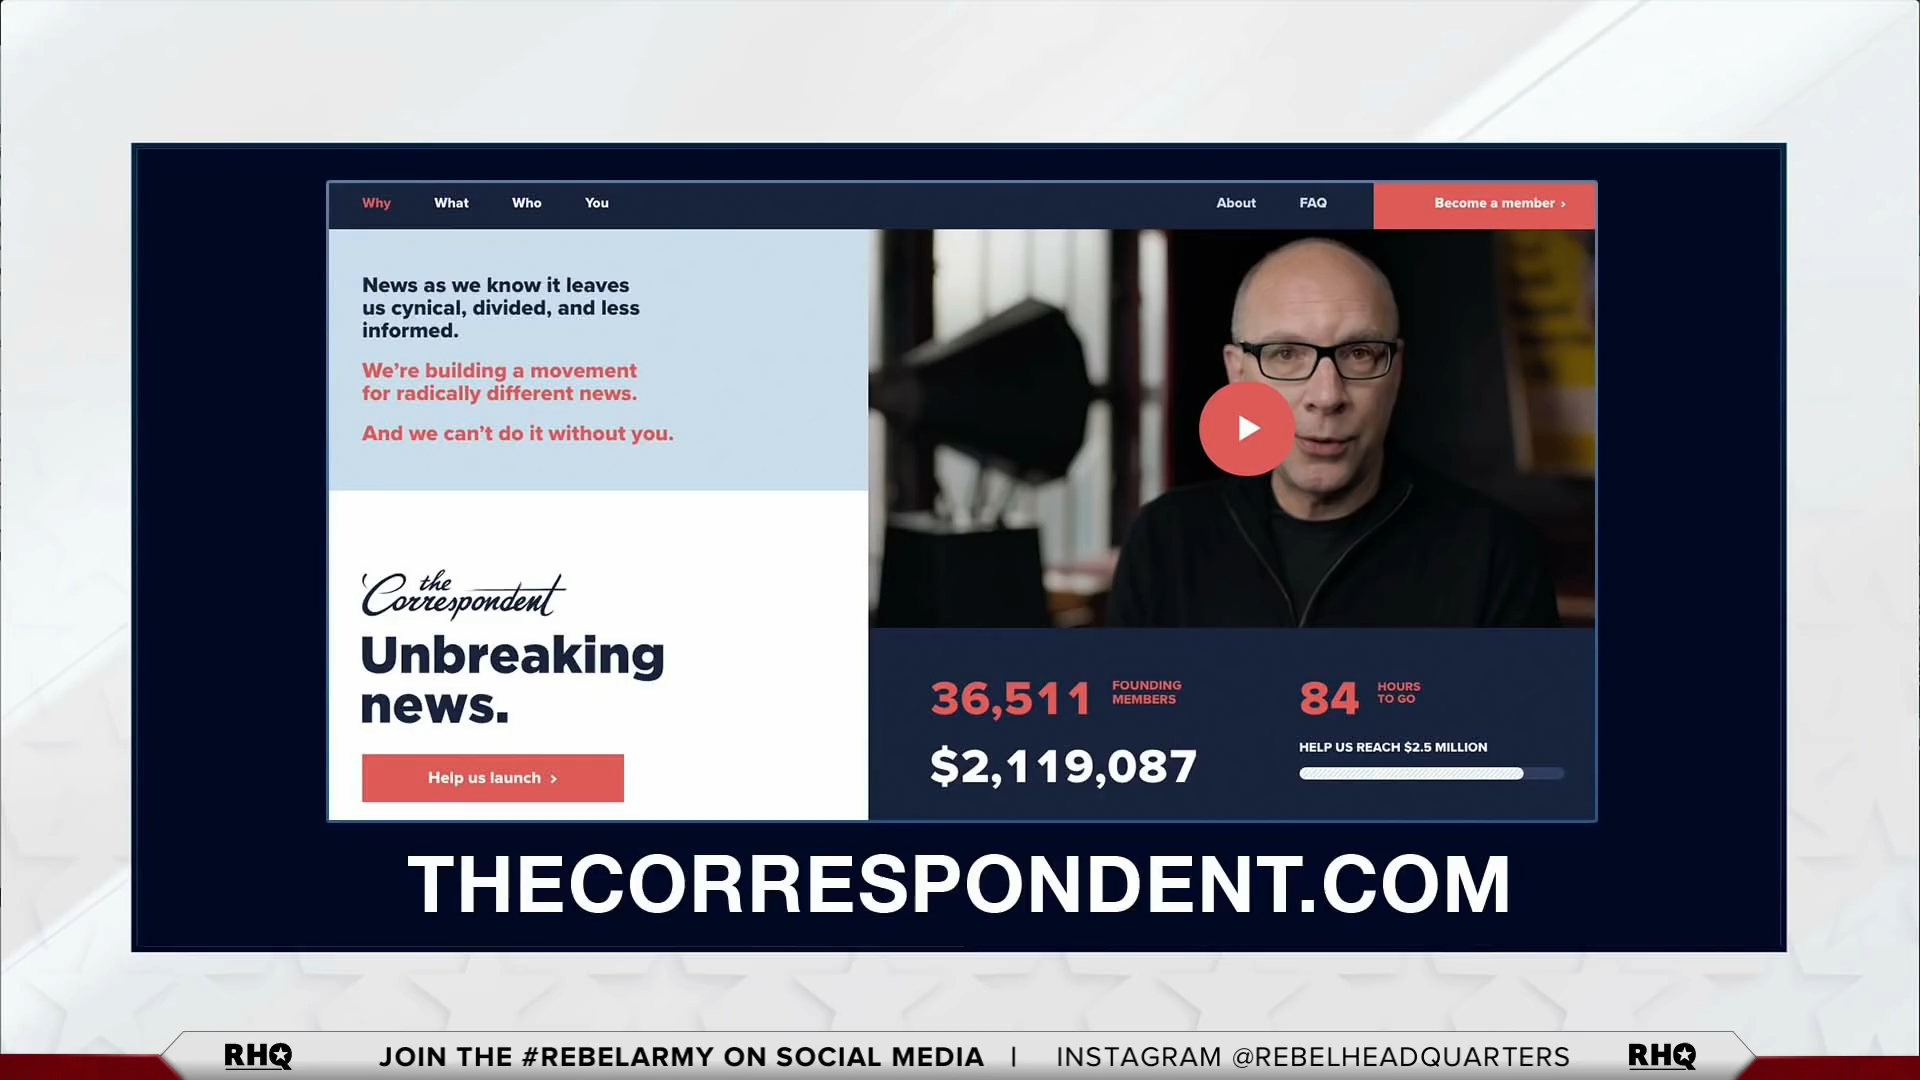 Why What Who You About FAQ Become a member ›
News as we know it leaves
us cynical, divided, and less
informed.
We’re building a movement
for radically different news.
And we can’t do it without you.
the
Correspondent
Unbreaking
news.
Help us launch ›
36,511 FOUNDING
MEMBERS
84 HOURS
TO GO
$2,119,087
HELP US REACH $2.5 MILLION
THECORRESPONDENT.COM
RHQ JOIN THE #REBELARMY ON SOCIAL MEDIA | INSTAGRAM @REBELHEADQUARTERS RHQ